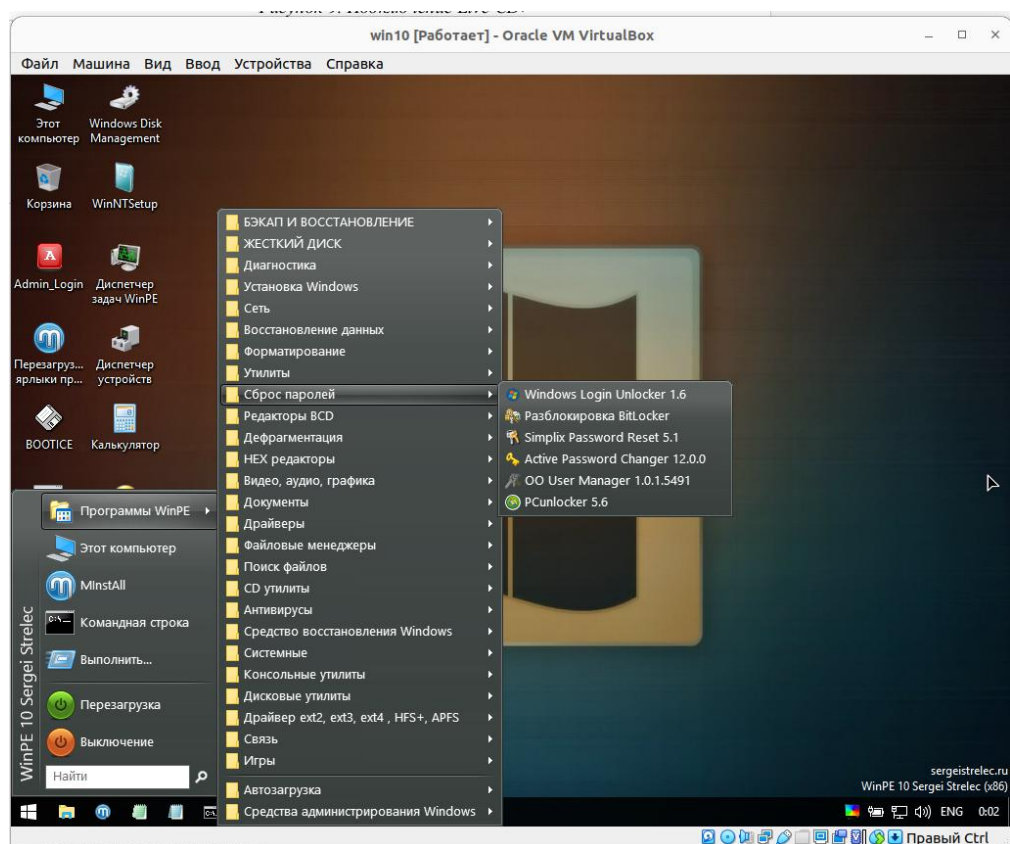 win10 [Работает] - Oracle VM VirtualBox
Файл Машина Вид Ввод Устройства Справка
Этот компьютер
Windows Disk Management
Корзина
WinNTSetup
Admin_Login
Диспетчер задач WinPE
Перезагруз... ярлыки пр...
Диспетчер устройств
BOOTICE
Калькулятор
Программы WinPE
Этот компьютер
MInstAll
Командная строка
Выполнить...
Перезагрузка
Выключение
Найти
WinPE 10 Sergei Strelec
БЭКАП И ВОССТАНОВЛЕНИЕ
ЖЕСТКИЙ ДИСК
Диагностика
Установка Windows
Сеть
Восстановление данных
Форматирование
Утилиты
Сброс паролей
Редакторы BCD
Дефрагментация
HEX редакторы
Видео, аудио, графика
Документы
Драйверы
Файловые менеджеры
Поиск файлов
CD утилиты
Антивирусы
Средство восстановления Windows
Системные
Консольные утилиты
Дисковые утилиты
Драйвер ext2, ext3, ext4 , HFS+, APFS
Связь
Игры
Автозагрузка
Средства администрирования Windows
Windows Login Unlocker 1.6
Разблокировка BitLocker
Simplix Password Reset 5.1
Active Password Changer 12.0.0
OO User Manager 1.0.1.5491
PCunlocker 5.6
sergeistrelec.ru
WinPE 10 Sergei Strelec (x86)
ENG 0:02
Правый Ctrl